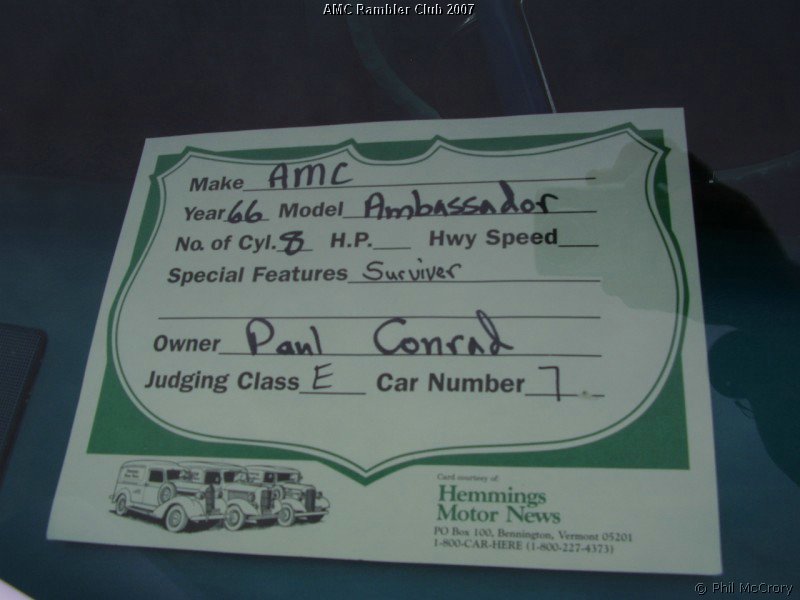 AMC Rambler Club 2007
Make AMC
Year 66 Model Ambassador
No. of Cyl. 8 H.P. Hwy Speed
Special Features Surviver
Owner Paul Conrad
Judging Class E Car Number 7
Card courtesy of
Hemmings
Motor News
PO Box 100, Bennington, Vermont 05201
1-800-CAR-HERE (1-800-227-4373)
© Phil McCrory